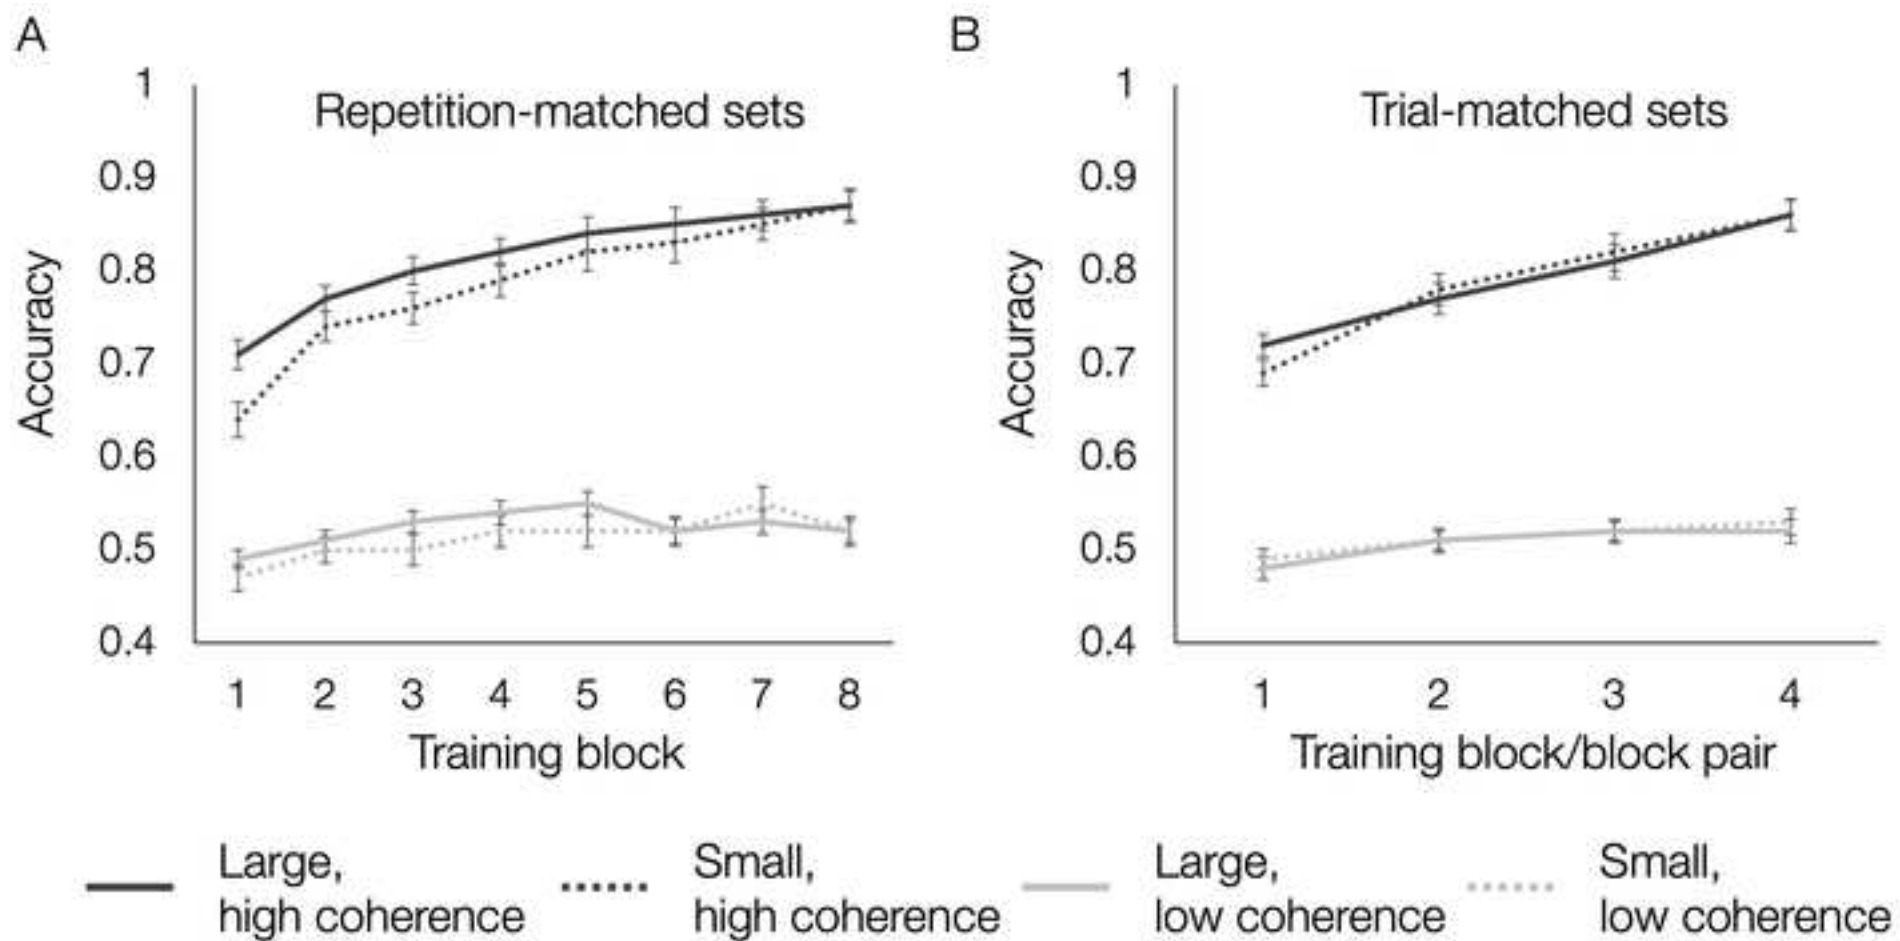 A
Repetition-matched sets
1
0.9
0.8
0.7
0.6
0.5
0.4
Accuracy
1 2 3 4 5 6 7 8
Training block
B
Trial-matched sets
1
0.9
0.8
0.7
0.6
0.5
0.4
Accuracy
1 2 3 4
Training block/block pair
Large,
high coherence
Small,
high coherence
Large,
low coherence
Small,
low coherence